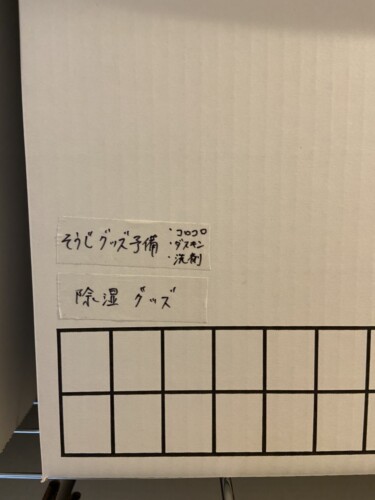 そうじグッズ予備
・コロコロ
・ダスキン
・洗剤
除湿 グッズ